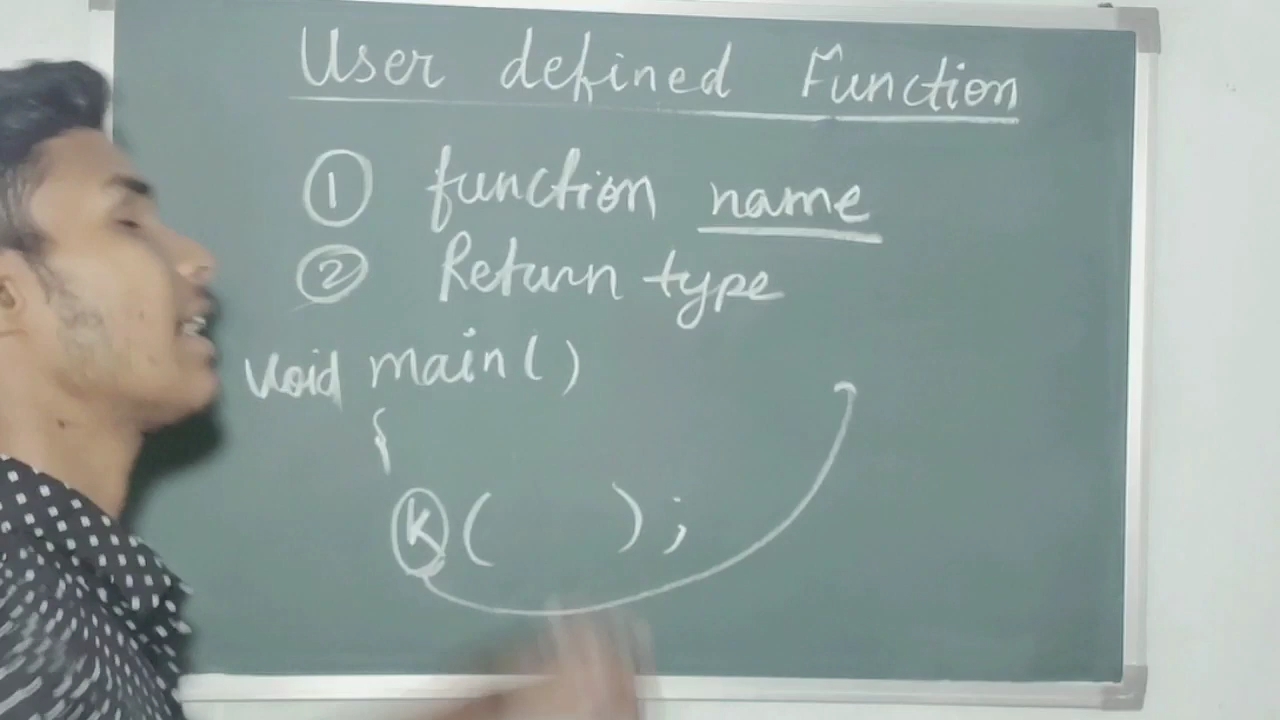 User defined Function
1 function name
2 Return type
void main()
{
K( );